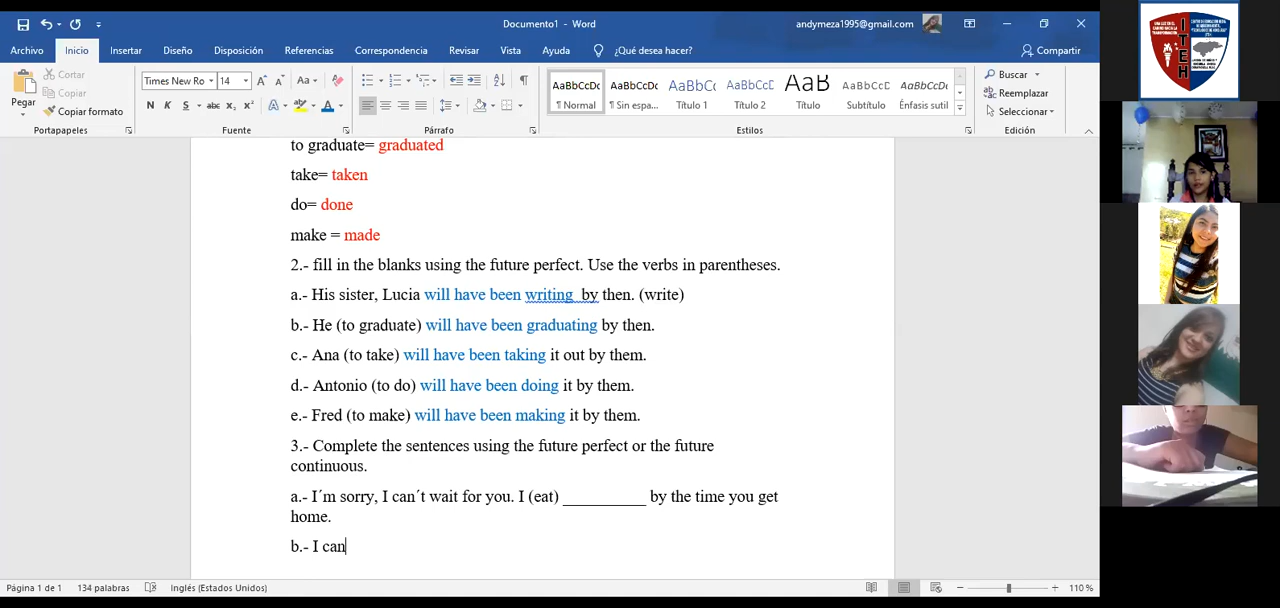 Documento1 - Word
andymeza1995@gmail.com
Archivo Inicio Insertar Diseño Disposición Referencias Correspondencia Revisar Vista Ayuda ¿Qué desea hacer? Compartir
Pegar
Cortar
Copiar
Copiar formato
Portapapeles
Times New Ro 14
Aa
N K S abc x₂ x²
A
Fuente
Párrafo
AaBbCcDc AaBbCcDc AaBbC AaBbCc AaB AaBbCcD AaBbCcDc
¶ Normal ¶ Sin espa... Título 1 Título 2 Título Subtítulo Énfasis sutil
Estilos
Buscar
Reemplazar
Seleccionar
Edición
to graduate= graduated
take= taken
do= done
make = made
2.- fill in the blanks using the future perfect. Use the verbs in parentheses.
a.- His sister, Lucia will have been writing by then. (write)
b.- He (to graduate) will have been graduating by then.
c.- Ana (to take) will have been taking it out by them.
d.- Antonio (to do) will have been doing it by them.
e.- Fred (to make) will have been making it by them.
3.- Complete the sentences using the future perfect or the future
continuous.
a.- I´m sorry, I can´t wait for you. I (eat) __________ by the time you get
home.
b.- I can
Página 1 de 1 134 palabras Inglés (Estados Unidos) 110 %
ITEH